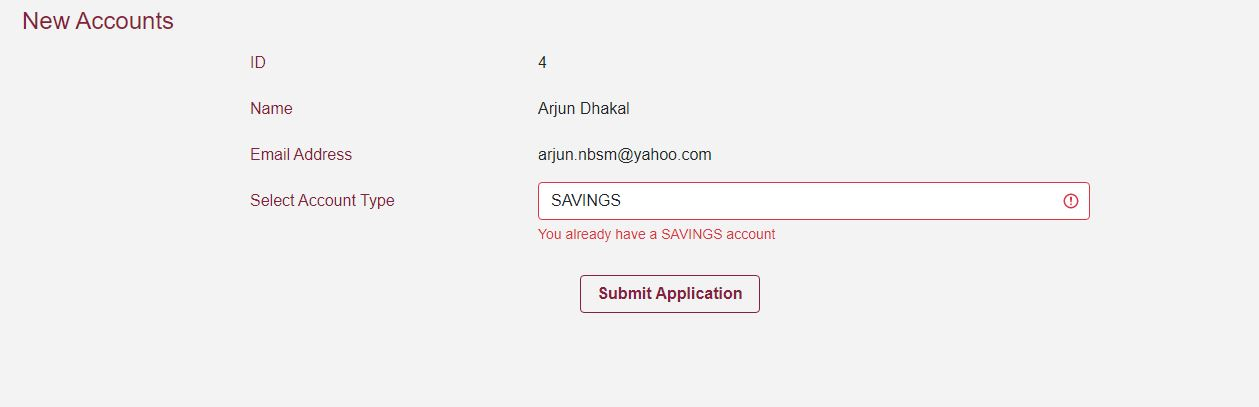 New Accounts
ID 4
Name Arjun Dhakal
Email Address arjun.nbsm@yahoo.com
Select Account Type SAVINGS
You already have a SAVINGS account
Submit Application